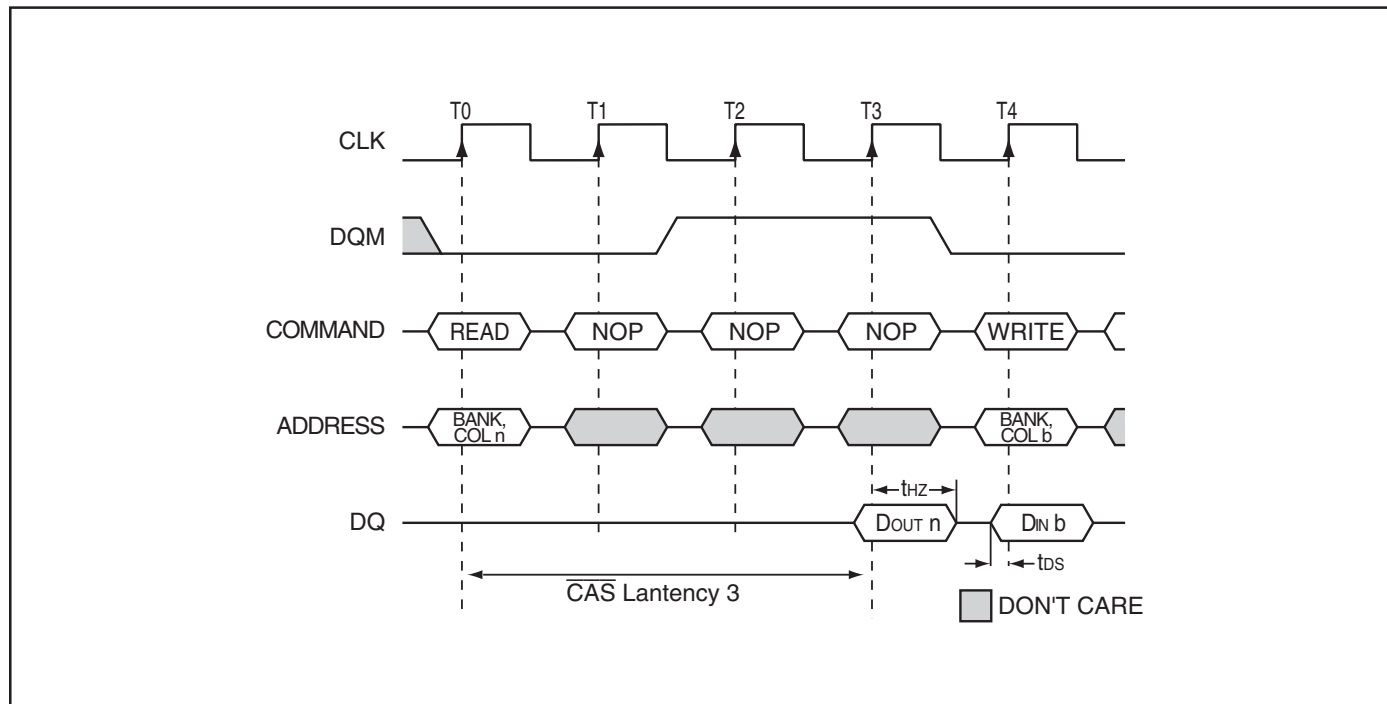 T0 T1 T2 T3 T4
CLK
DQM
COMMAND READ NOP NOP NOP WRITE
ADDRESS BANK, COL n BANK, COL b
tHZ
DQ DOUT n DIN b
tDS
CAS Lantency 3
DON'T CARE